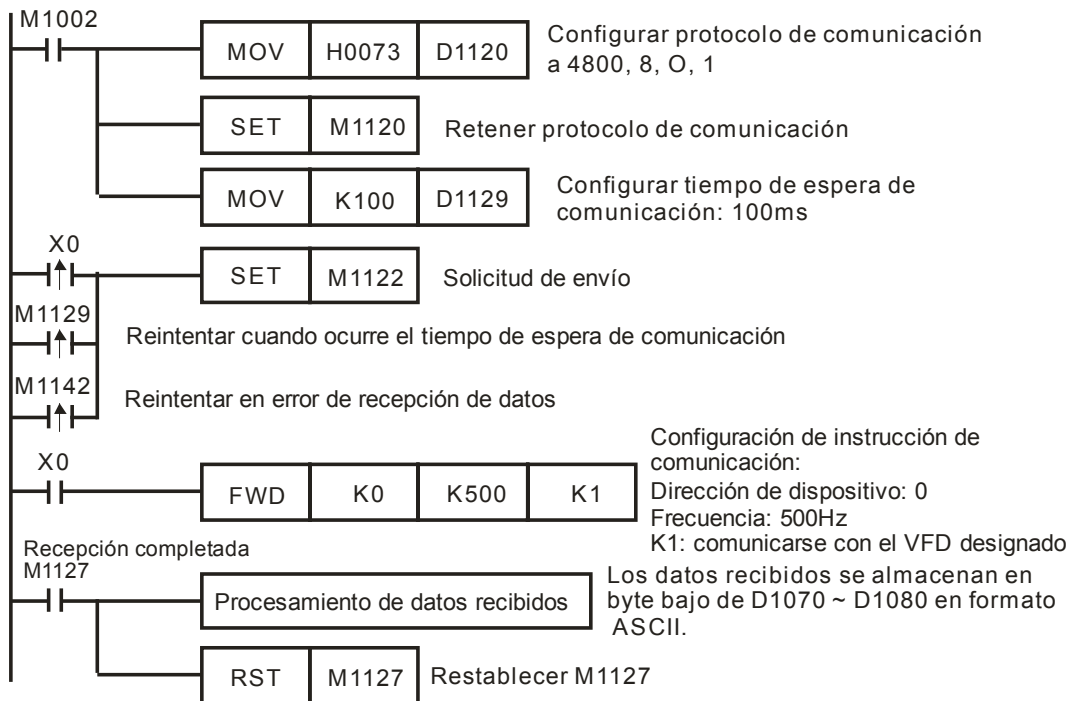 M1002
MOV H0073 D1120 Configurar protocolo de comunicación
a 4800, 8, O, 1
SET M1120 Retener protocolo de comunicación
MOV K100 D1129 Configurar tiempo de espera de
comunicación: 100ms
X0
SET M1122 Solicitud de envío
M1129
Reintentar cuando ocurre el tiempo de espera de comunicación
M1142
Reintentar en error de recepción de datos
X0
FWD K0 K500 K1
Configuración de instrucción de
comunicación:
Dirección de dispositivo: 0
Frecuencia: 500Hz
K1: comunicarse con el VFD designado
Recepción completada
M1127
Procesamiento de datos recibidos
Los datos recibidos se almacenan en
byte bajo de D1070 ~ D1080 en formato
ASCII.
RST M1127 Restablecer M1127